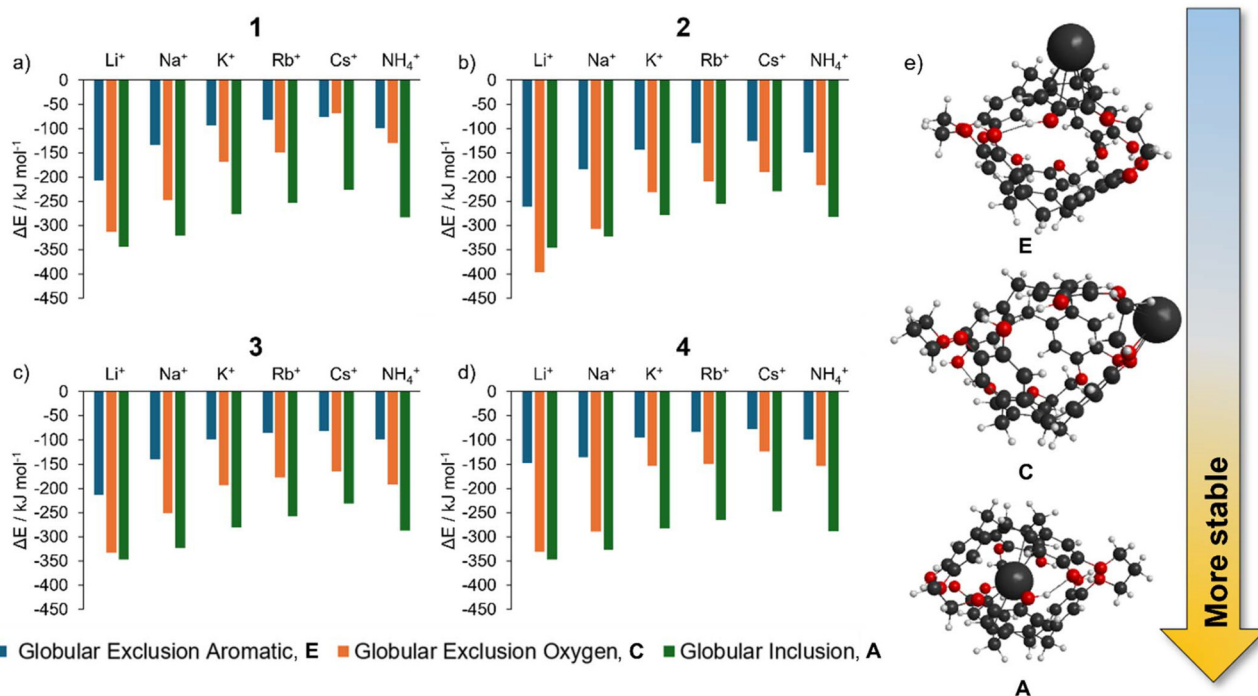 1
a)
Li⁺ Na⁺ K⁺ Rb⁺ Cs⁺ NH₄⁺
0
-50
-100
-150
-200
-250
-300
-350
-400
-450
ΔE / kJ mol⁻¹
2
b)
Li⁺ Na⁺ K⁺ Rb⁺ Cs⁺ NH₄⁺
0
-50
-100
-150
-200
-250
-300
-350
-400
-450
ΔE / kJ mol⁻¹
3
c)
Li⁺ Na⁺ K⁺ Rb⁺ Cs⁺ NH₄⁺
0
-50
-100
-150
-200
-250
-300
-350
-400
-450
ΔE / kJ mol⁻¹
4
d)
Li⁺ Na⁺ K⁺ Rb⁺ Cs⁺ NH₄⁺
0
-50
-100
-150
-200
-250
-300
-350
-400
-450
ΔE / kJ mol⁻¹
Globular Exclusion Aromatic, E Globular Exclusion Oxygen, C Globular Inclusion, A
e)
E
C
A
More stable